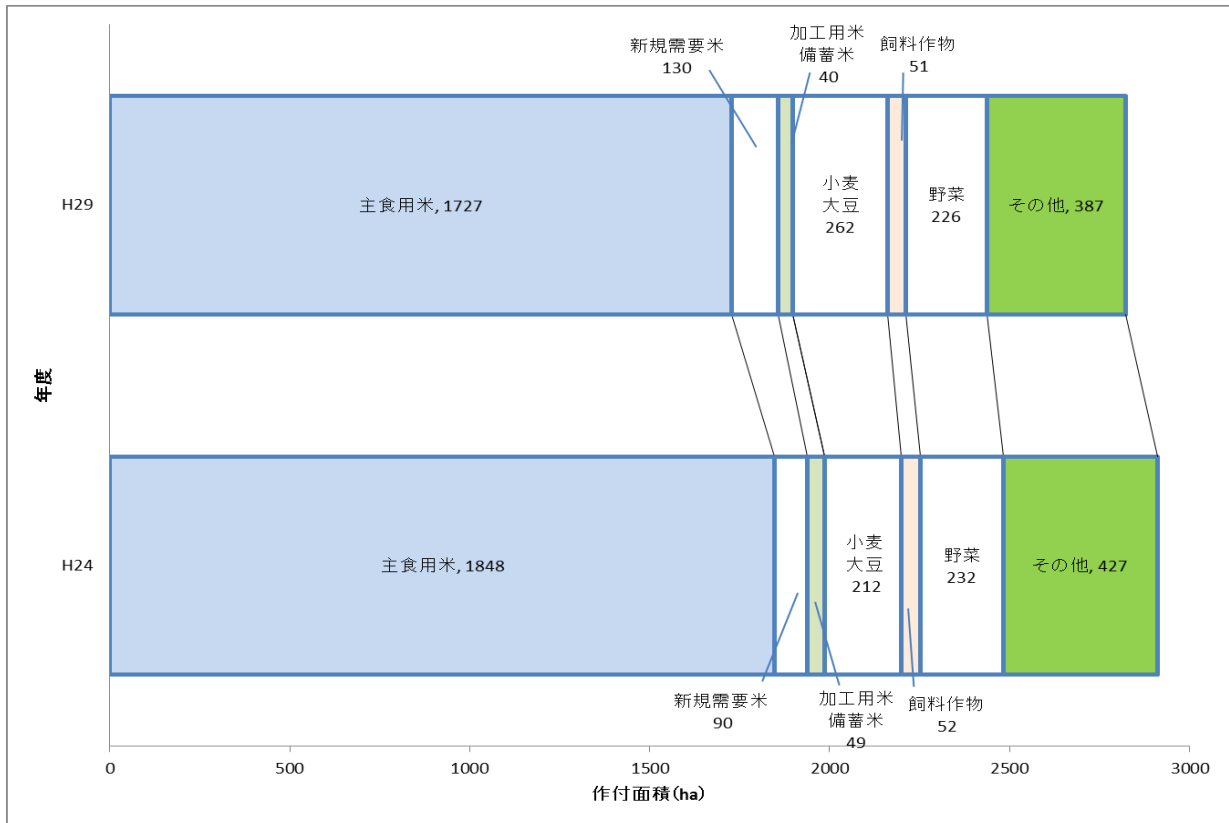 新規需要米
130
加工用米
備蓄米
40
飼料作物
51
H29
主食用米, 1727
小麦
大豆
262
野菜
226
その他, 387
年度
H24
主食用米, 1848
小麦
大豆
212
野菜
232
その他, 427
新規需要米
90
加工用米
備蓄米
49
飼料作物
52
0
500
1000
1500
2000
2500
3000
作付面積(ha)